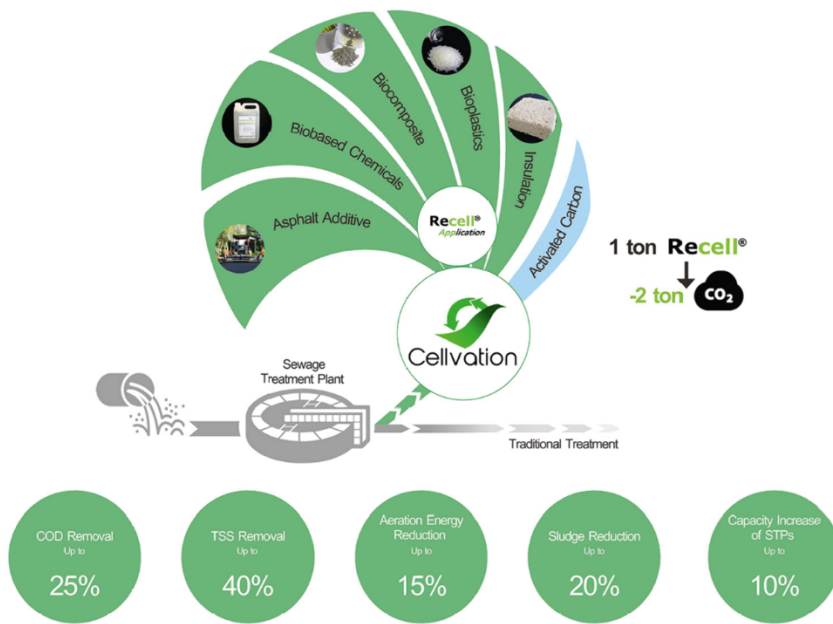 Asphalt Additive
Biobased Chemicals
Biocomposite
Bioplastics
Insulation
Activated Carbon
Recell®
Application
Cellvation
1 ton Recell®
-2 ton CO₂
Sewage
Treatment Plant
Traditional Treatment
COD Removal
Up to
25%
TSS Removal
Up to
40%
Aeration Energy
Reduction
Up to
15%
Sludge Reduction
Up to
20%
Capacity Increase
of STPs
Up to
10%